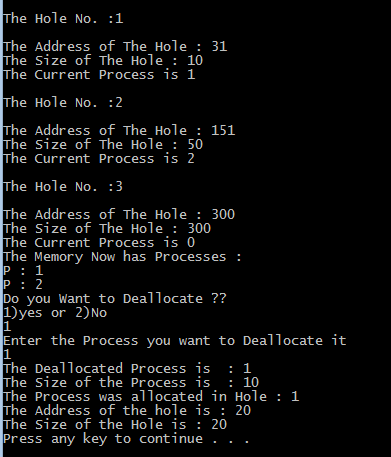 The Hole No. :1
The Address of The Hole : 31
The Size of The Hole : 10
The Current Process is 1
The Hole No. :2
The Address of The Hole : 151
The Size of The Hole : 50
The Current Process is 2
The Hole No. :3
The Address of The Hole : 300
The Size of The Hole : 300
The Current Process is 0
The Memory Now has Processes :
P : 1
P : 2
Do you Want to Deallocate ??
1)yes or 2)No
1
Enter the Process you want to Deallocate it
1
The Deallocated Process is  : 1
The Size of the Process is  : 10
The Process was allocated in Hole : 1
The Address of the hole is : 20
The Size of the Hole is : 20
Press any key to continue . . .